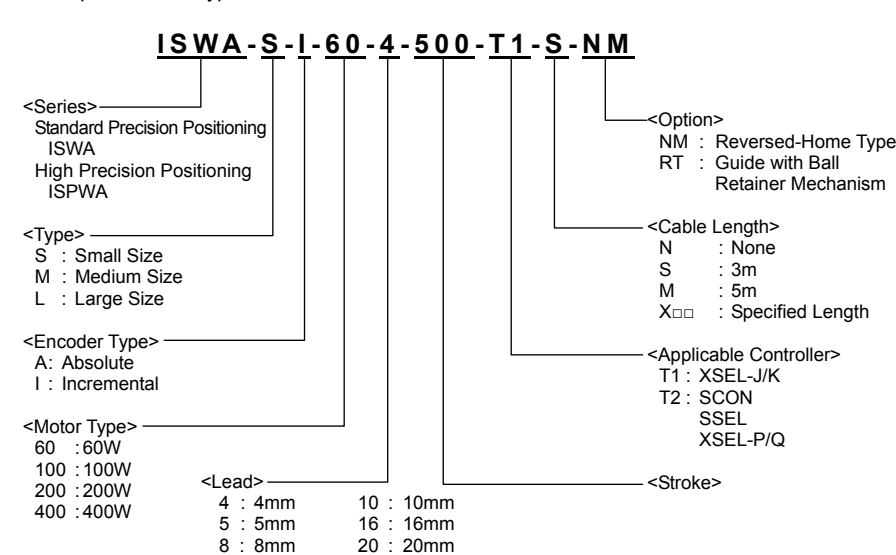 ISWA-S-I-60-4-500-T1-S-NM
<Series>
Standard Precision Positioning
ISWA
High Precision Positioning
ISPWA
<Type>
S : Small Size
M : Medium Size
L : Large Size
<Encoder Type>
A: Absolute
I : Incremental
<Motor Type>
60 :60W
100 :100W
200 :200W
400 :400W
<Lead>
4 : 4mm 10 : 10mm
5 : 5mm 16 : 16mm
8 : 8mm 20 : 20mm
<Option>
NM : Reversed-Home Type
RT : Guide with Ball
Retainer Mechanism
<Cable Length>
N : None
S : 3m
M : 5m
X□□ : Specified Length
<Applicable Controller>
T1 : XSEL-J/K
T2 : SCON
SSEL
XSEL-P/Q
<Stroke>